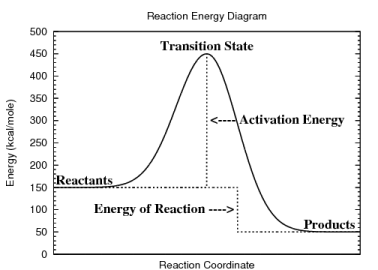 Reaction Energy Diagram
500
450
400
350
300
250
200
150
100
50
0
Energy (kcal/mole)
Transition State
<---- Activation Energy
Reactants
Energy of Reaction ---->
Products
Reaction Coordinate